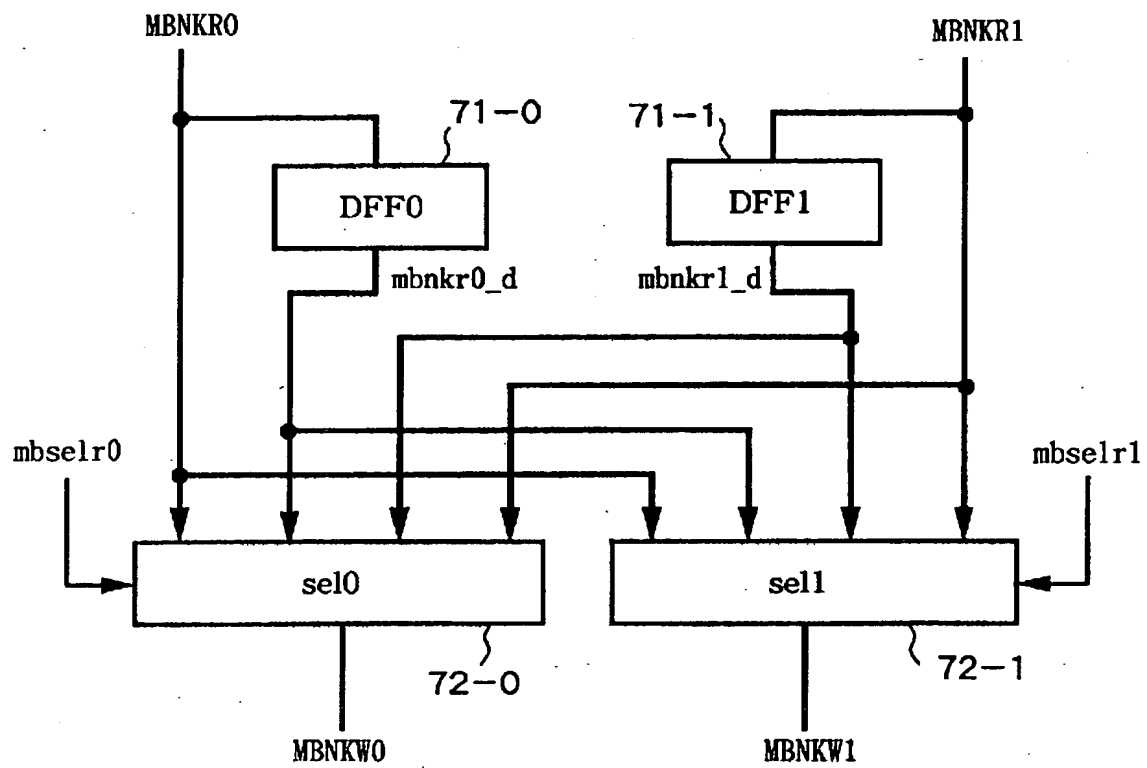 MBNKR0
MBNKR1
71-0
71-1
DFF0
DFF1
mbnkr0_d
mbnkr1_d
mbselr0
mbselr1
sel0
sel1
72-0
72-1
MBNKW0
MBNKW1